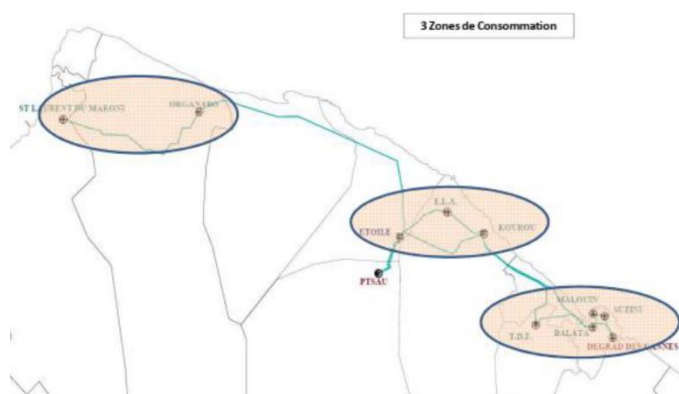 3 Zones de Consommation
ST LAURENT DU MARONI
ORGANABO
E.L.A.
ETOILE
KOUROU
PTSAU
MALOUIN
SUZINI
T.D.F.
BALATA
DEGRAD DES CANNES